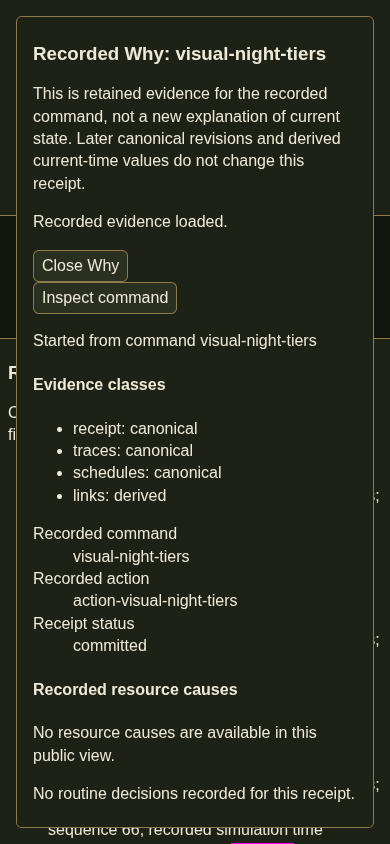 Recorded Why: visual-night-tiers
This is retained evidence for the recorded
command, not a new explanation of current
state. Later canonical revisions and derived
current-time values do not change this
receipt.
Recorded evidence loaded.
Close Why
Inspect command
Started from command visual-night-tiers
Evidence classes
receipt: canonical
traces: canonical
schedules: canonical
links: derived
Recorded command
visual-night-tiers
Recorded action
action-visual-night-tiers
Receipt status
committed
Recorded resource causes
No resource causes are available in this
public view.
No routine decisions recorded for this receipt.
sequence 66, recorded simulation time